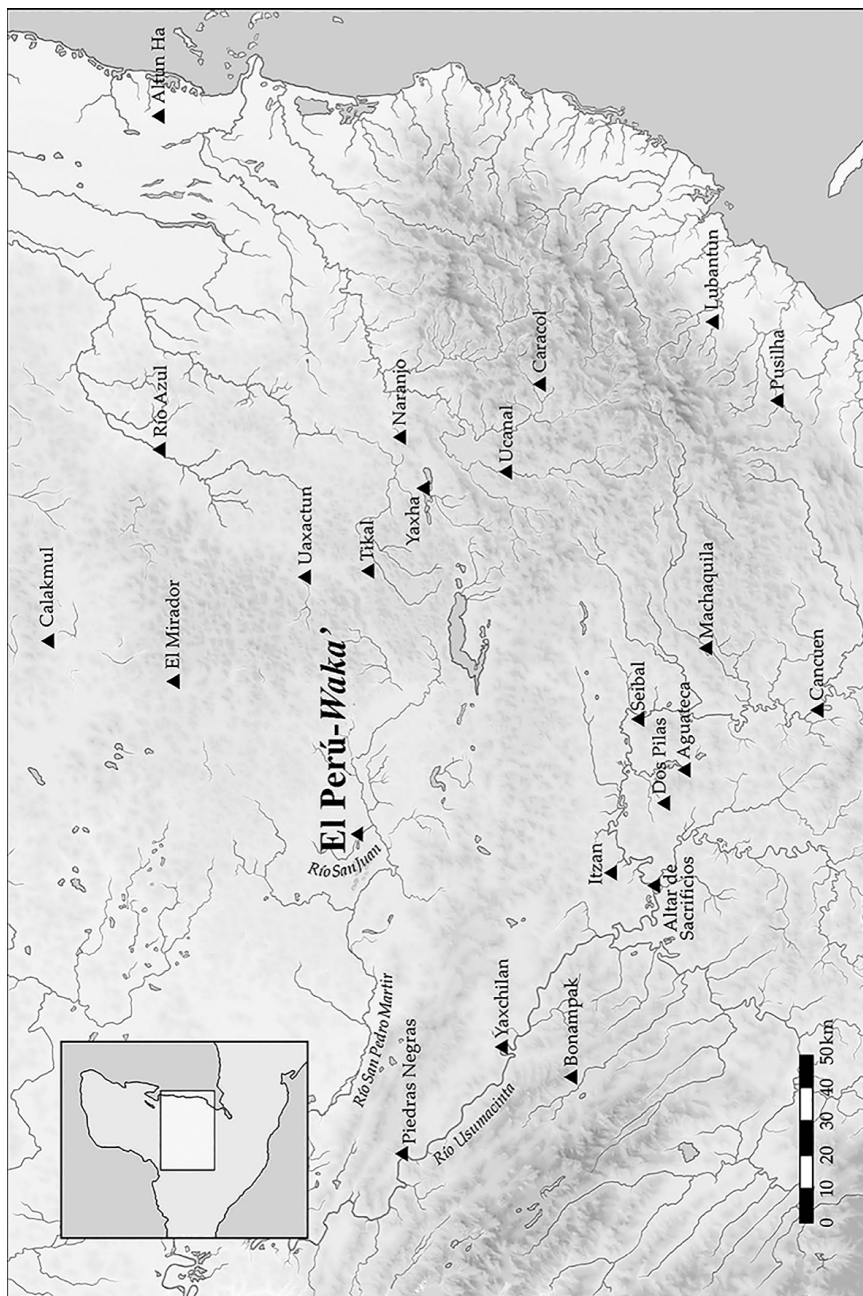 Altun Ha
Calakmul
Río Azul
El Mirador
Uaxactun
El Perú-Waka’
Río San Juan
Tikal
Naranjo
Yaxha
Río San Pedro Martir
Piedras Negras
Río Usumacinta
Yaxchilan
Bonampak
Ucanal
Caracol
Itzan
Altar de
Sacrificios
Seibal
Dos Pilas
Aguateca
Machaquila
Cancuen
Lubantun
Pusilha
0 10 20 30 40 50 km